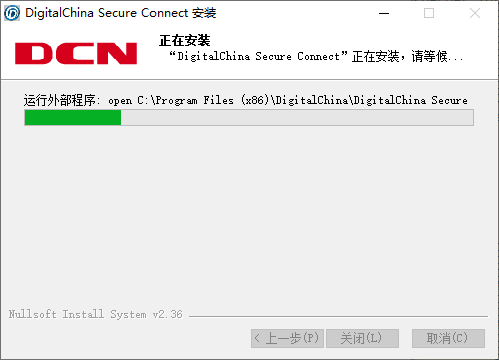 DigitalChina Secure Connect 安装
DCN
正在安装
“DigitalChina Secure Connect”正在安装，请等候...
运行外部程序: open C:\Program Files (x86)\DigitalChina\DigitalChina Secure
Nullsoft Install System v2.36
< 上一步(P) 关闭(L) 取消(C)